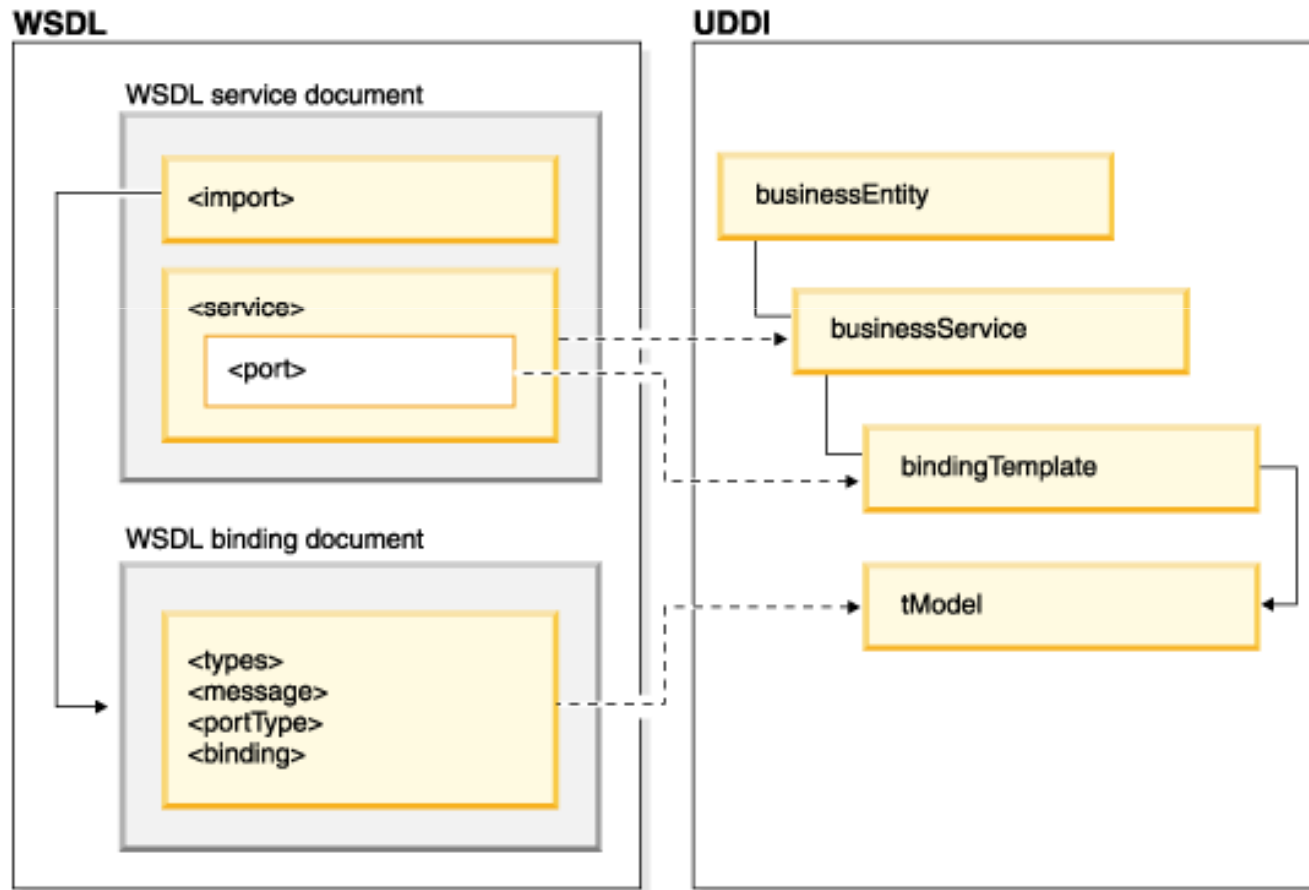 WSDL
WSDL service document
<import>
<service>
<port>
WSDL binding document
<types>
<message>
<portType>
<binding>
UDDI
businessEntity
businessService
bindingTemplate
tModel